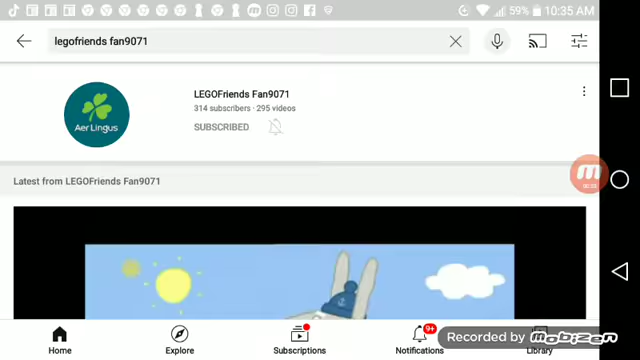 59% 10:35 AM
legofriends fan9071
LEGOFriends Fan9071
314 subscribers · 295 videos
SUBSCRIBED
Aer Lingus
Latest from LEGOFriends Fan9071
9+
Home Explore Subscriptions Notifications Library
Recorded by mobizen